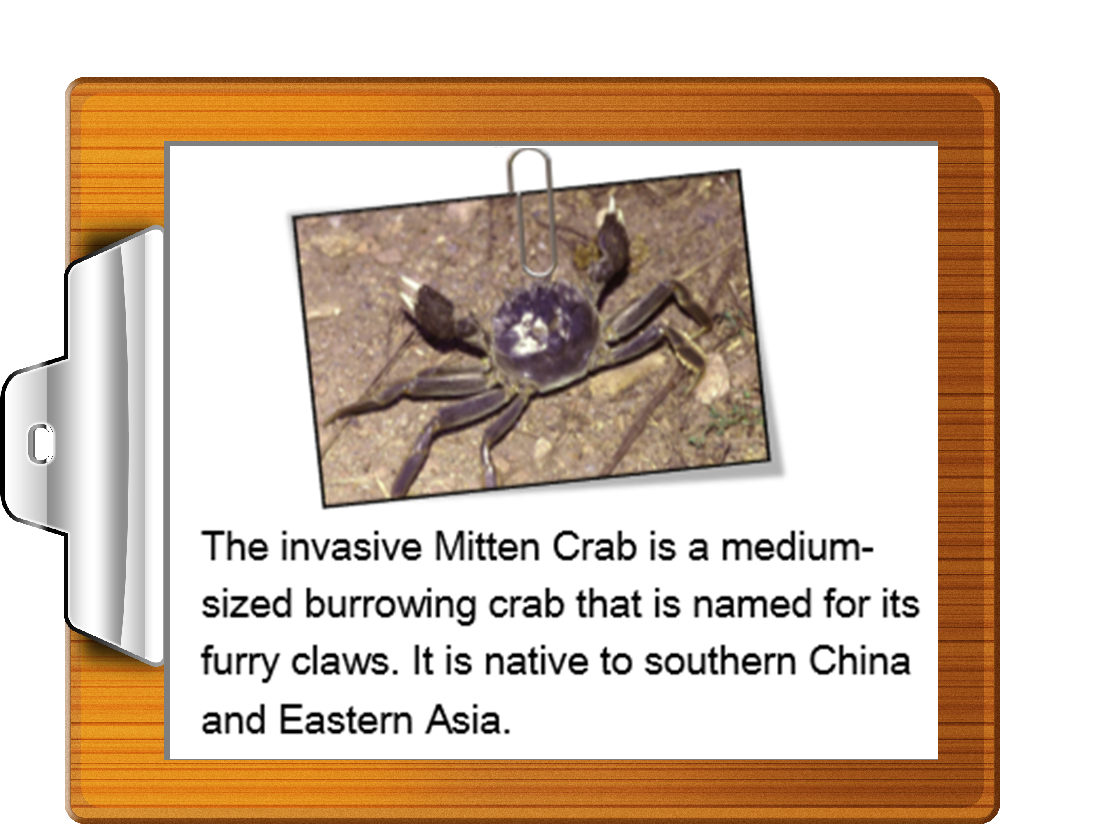 The invasive Mitten Crab is a medium-
sized burrowing crab that is named for its
furry claws. It is native to southern China
and Eastern Asia.